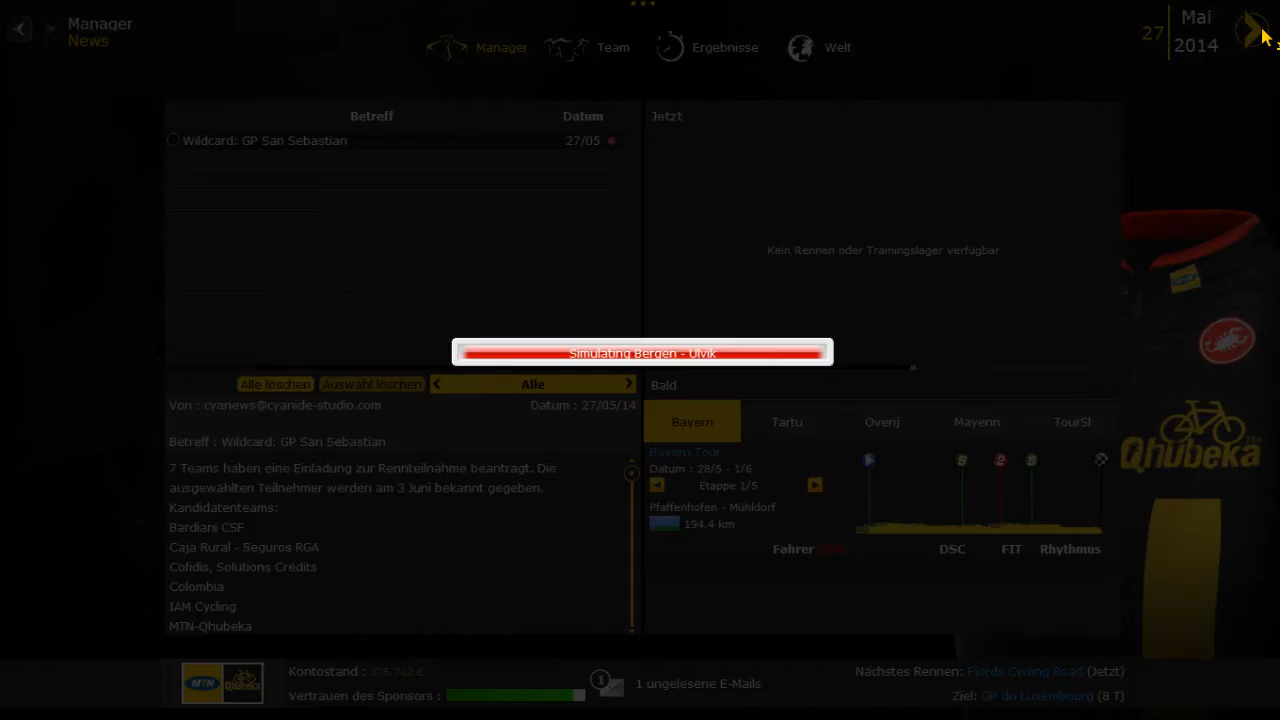 Manager
News
Manager
Team
Ergebnisse
Welt
27
Mai
2014
Betreff
Datum
Wildcard: GP San Sebastian
27/05
Jetzt
Kein Rennen oder Trainingslager verfügbar
Simulating Bergen - Ulvik
Alle löschen
Auswahl löschen
Alle
Von : cyanews@cyanide-studio.com
Datum : 27/05/14
Betreff : Wildcard: GP San Sebastian
7 Teams haben eine Einladung zur Rennteilnahme beantragt. Die
ausgewählten Teilnehmer werden am 3 Juni bekannt gegeben.
Kandidatenteams:
Bardiani CSF
Caja Rural - Seguros RGA
Cofidis, Solutions Crédits
Colombia
IAM Cycling
MTN-Qhubeka
Bald
Bayern
Tartu
Overij
Mayenn
TourSl
Bayern Tour
Datum : 28/5 - 1/6
Etappe 1/5
Pfaffenhofen - Mühldorf
194.4 km
S
2
S
Fahrer
DSC
FIT
Rhythmus
Qhubeka
MTN
Qhubeka
Kontostand : 376.742 €
Vertrauen des Sponsors :
1
1 ungelesene E-Mails
Nächstes Rennen: Fjords Cycling Road (Jetzt)
Ziel: GP du Luxembourg (8 T)